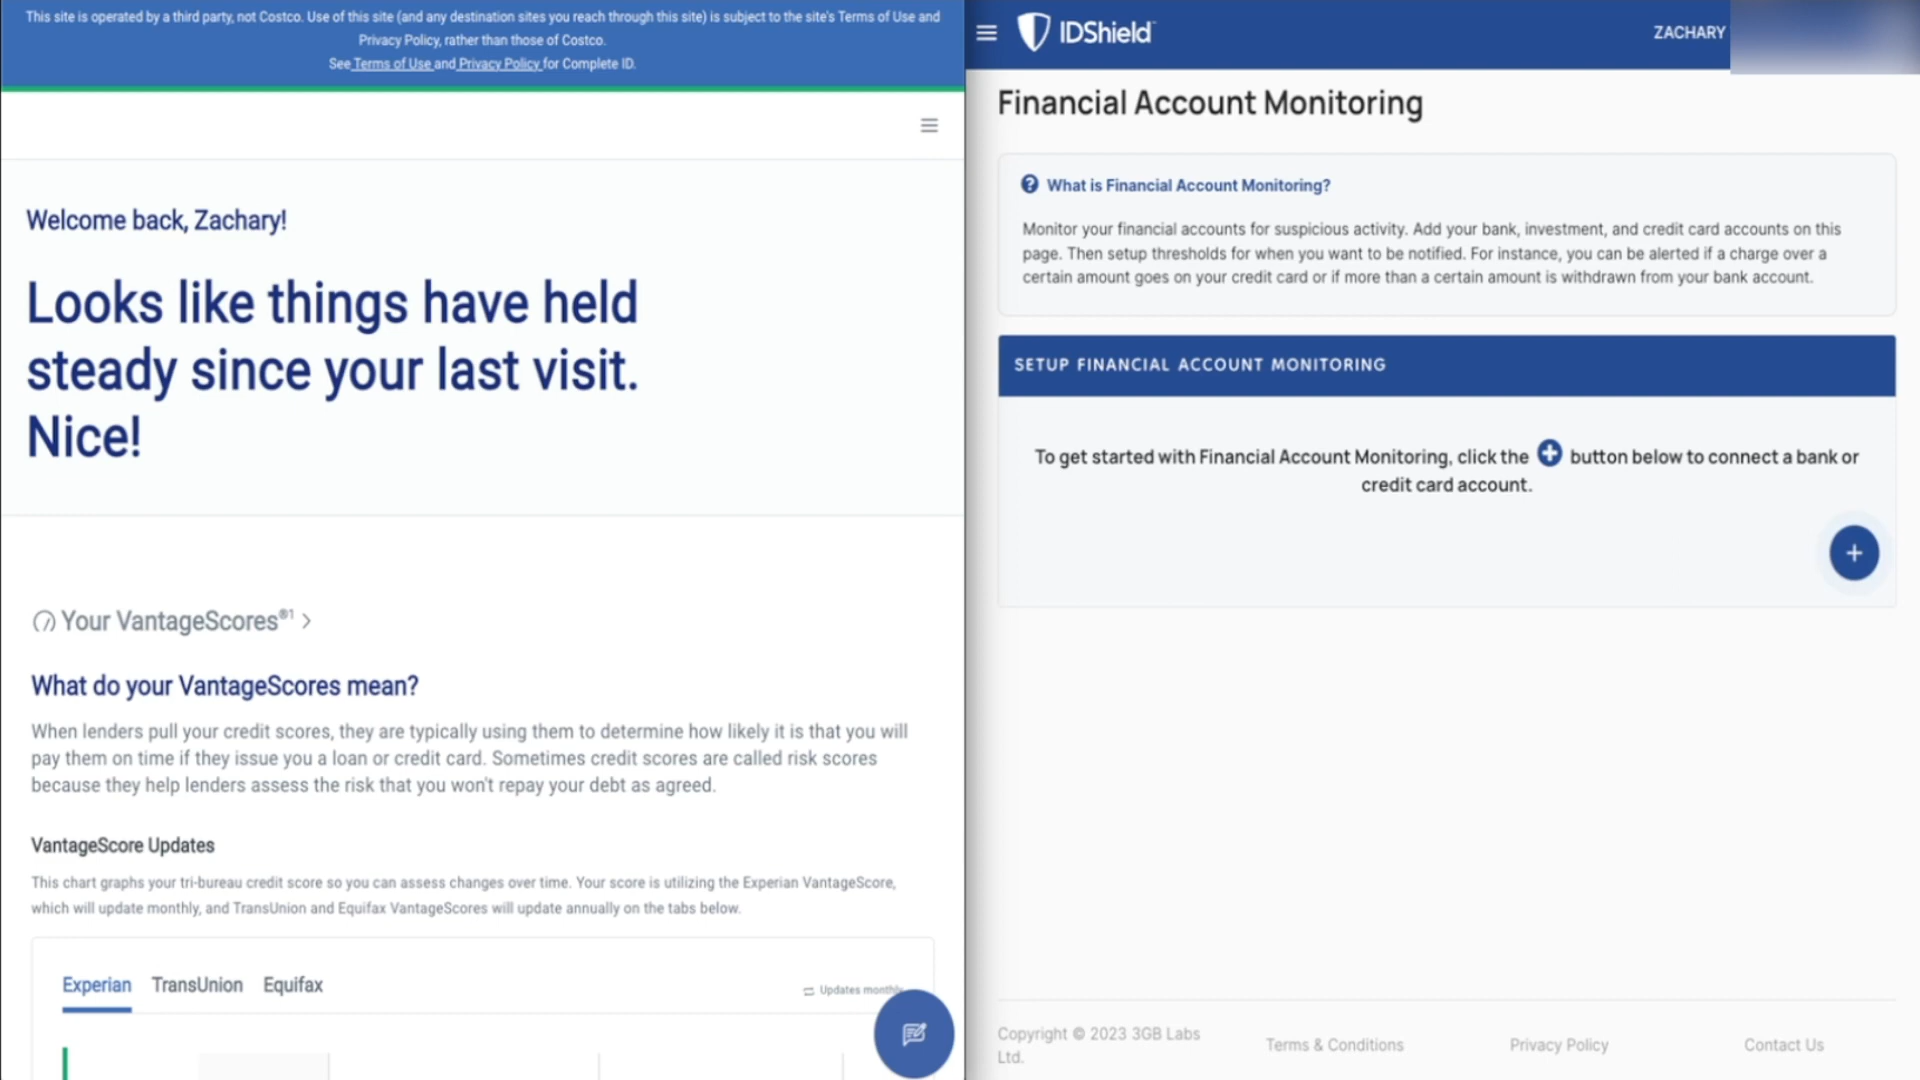 This site is operated by a third party, not Costco. Use of this site (and any destination sites you reach through this site) is subject to the site's Terms of Use and
Privacy Policy, rather than those of Costco.
See Terms of Use and Privacy Policy for Complete ID.
Welcome back, Zachary!
Looks like things have held
steady since your last visit.
Nice!
Your VantageScores®1 >
What do your VantageScores mean?
When lenders pull your credit scores, they are typically using them to determine how likely it is that you will
pay them on time if they issue you a loan or credit card. Sometimes credit scores are called risk scores
because they help lenders assess the risk that you won't repay your debt as agreed.
VantageScore Updates
This chart graphs your tri-bureau credit score so you can assess changes over time. Your score is utilizing the Experian VantageScore,
which will update monthly, and TransUnion and Equifax VantageScores will update annually on the tabs below.
Experian TransUnion Equifax
Updates monthly
IDShield
ZACHARY
Financial Account Monitoring
What is Financial Account Monitoring?
Monitor your financial accounts for suspicious activity. Add your bank, investment, and credit card accounts on this
page. Then setup thresholds for when you want to be notified. For instance, you can be alerted if a charge over a
certain amount goes on your credit card or if more than a certain amount is withdrawn from your bank account.
SETUP FINANCIAL ACCOUNT MONITORING
To get started with Financial Account Monitoring, click the + button below to connect a bank or
credit card account.
+
Copyright © 2023 3GB Labs
Ltd.
Terms & Conditions
Privacy Policy
Contact Us